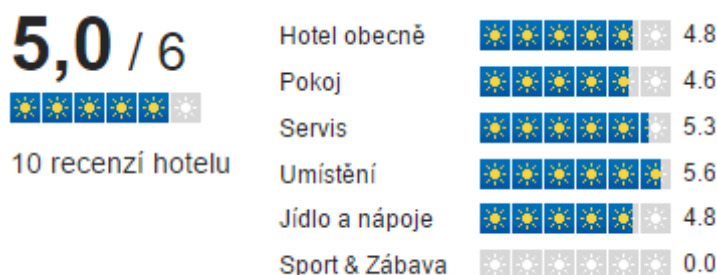 5,0 / 6
10 recenzí hotelu
Hotel obecně 4.8
Pokoj 4.6
Servis 5.3
Umístění 5.6
Jídlo a nápoje 4.8
Sport & Zábava 0.0